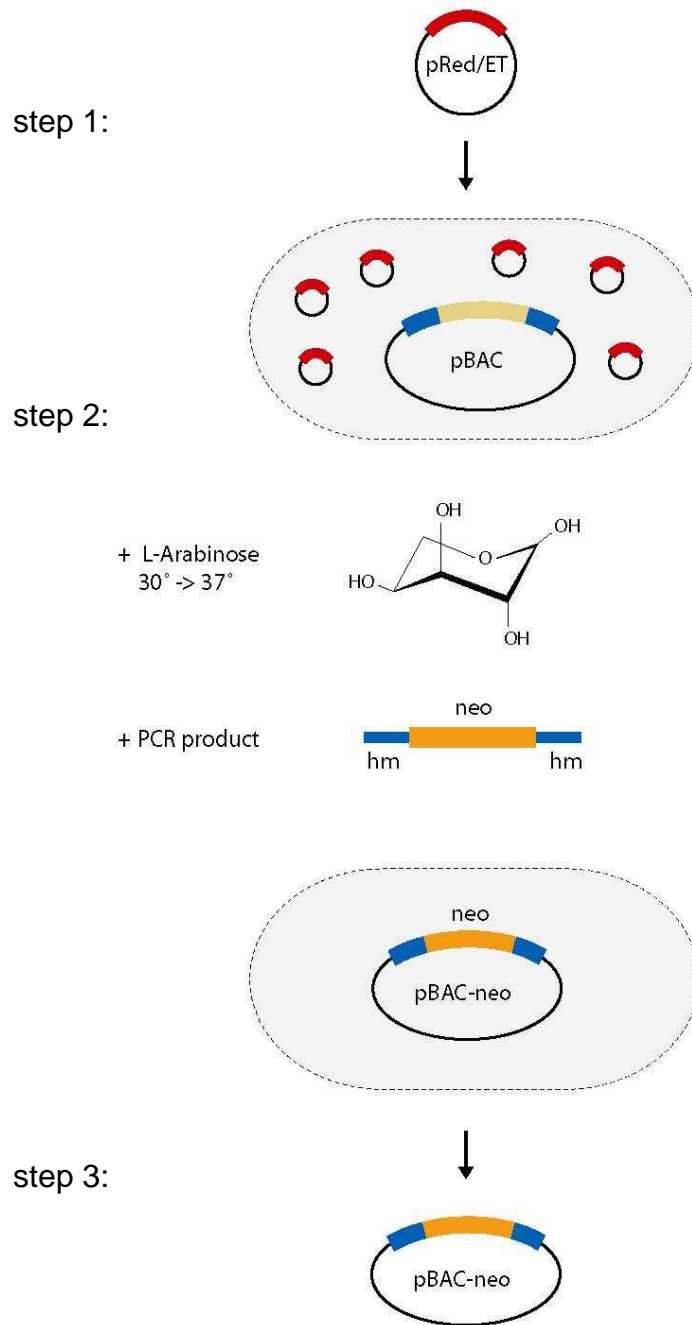 pRed/ET
step 1:
pBAC
step 2:
OH
OH
+ L-Arabinose
O
30° -> 37°
HO
OH
neo
+ PCR product
hm hm
neo
pBAC-neo
step 3:
pBAC-neo